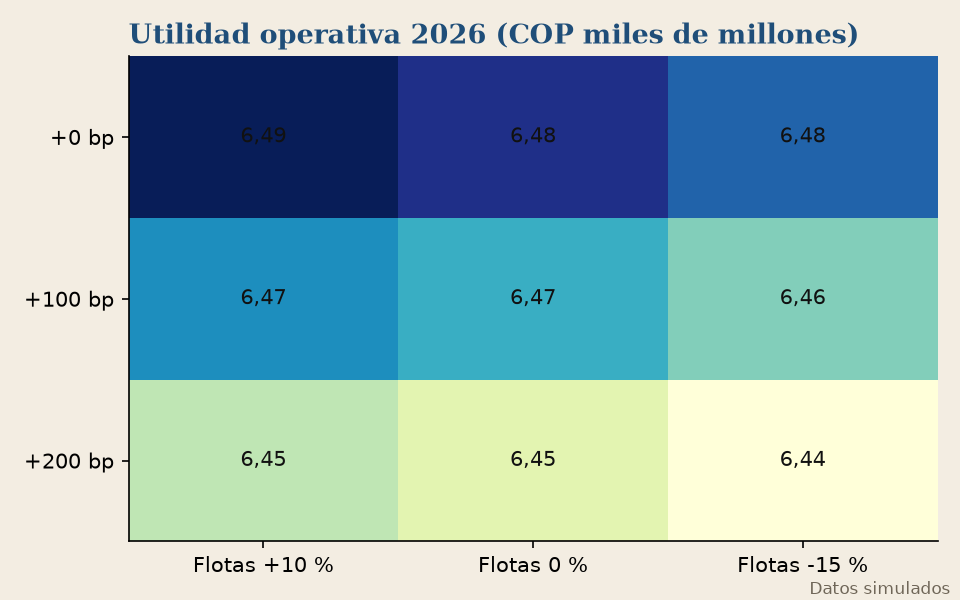 Utilidad operativa 2026 (COP miles de millones)
+0 bp 6,49 6,48 6,48
+100 bp 6,47 6,47 6,46
+200 bp 6,45 6,45 6,44
Flotas +10 % Flotas 0 % Flotas -15 %
Datos simulados